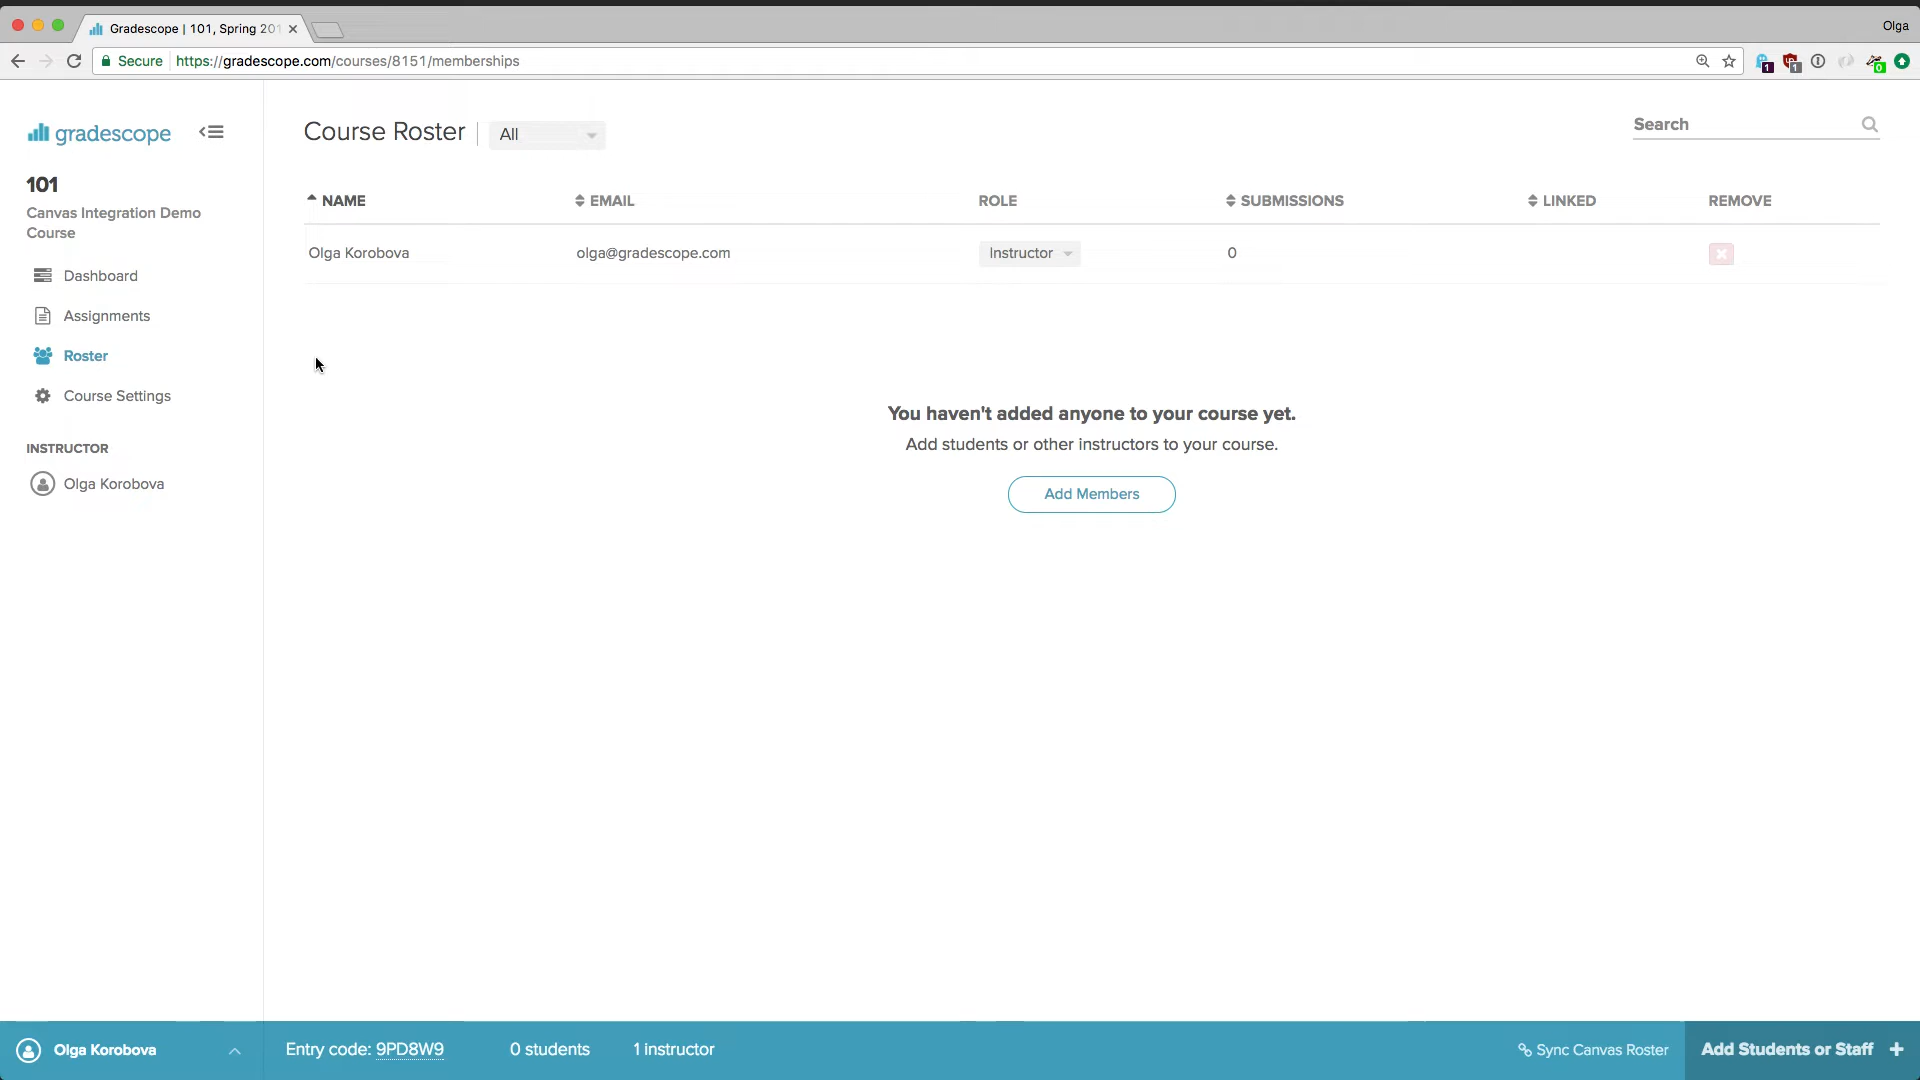 Gradescope | 101, Spring 201
Olga
Secure https://gradescope.com/courses/8151/memberships
1 1 0
gradescope
Course Roster All
Search
101
Canvas Integration Demo
Course
NAME EMAIL ROLE SUBMISSIONS LINKED REMOVE
Olga Korobova olga@gradescope.com Instructor 0
Dashboard
Assignments
Roster
Course Settings
INSTRUCTOR
Olga Korobova
You haven't added anyone to your course yet.
Add students or other instructors to your course.
Add Members
Olga Korobova Entry code: 9PD8W9 0 students 1 instructor Sync Canvas Roster Add Students or Staff +